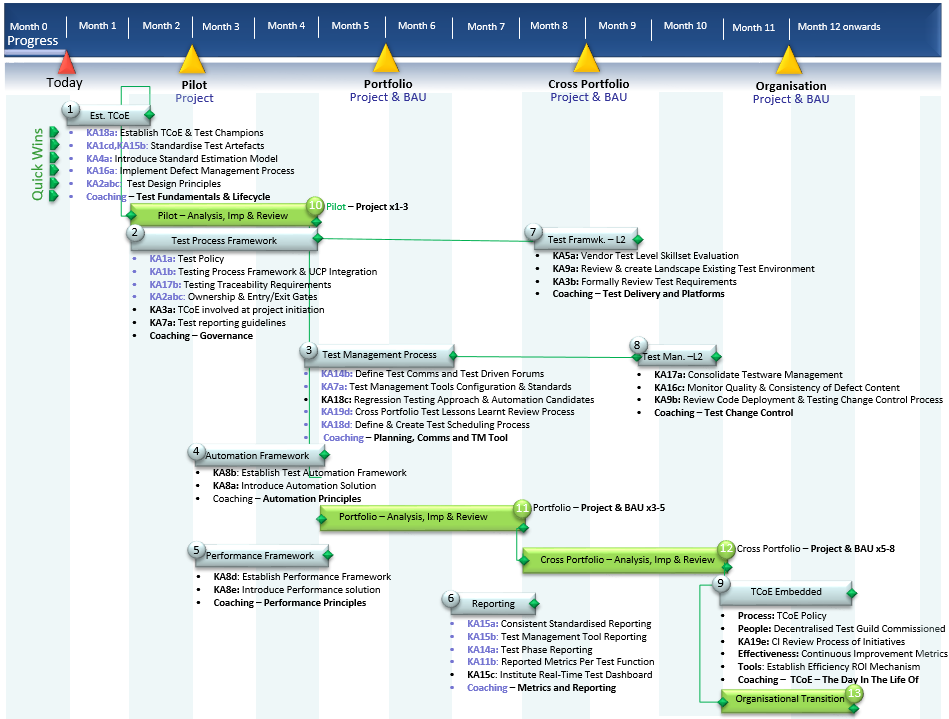 Month 0 Month 1 Month 2 Month 3 Month 4 Month 5 Month 6 Month 7 Month 8 Month 9 Month 10 Month 11 Month 12 onwards
Progress
Today
Pilot
Project
Portfolio
Project & BAU
Cross Portfolio
Project & BAU
Organisation
Project & BAU
Quick Wins
1
Est. TCoE
KA18a: Establish TCoE & Test Champions
KA1cd,KA15b: Standardise Test Artefacts
KA4a: Introduce Standard Estimation Model
KA16a: Implement Defect Management Process
KA2abc: Test Design Principles
Coaching – Test Fundamentals & Lifecycle
Pilot – Analysis, Imp & Review
10
Pilot – Project x1-3
2
Test Process Framework
KA1a: Test Policy
KA1b: Testing Process Framework & UCP Integration
KA17b: Testing Traceability Requirements
KA2abc: Ownership & Entry/Exit Gates
KA3a: TCoE involved at project initiation
KA7a: Test reporting guidelines
Coaching – Governance
7
Test Framwk. – L2
KA5a: Vendor Test Level Skillset Evaluation
KA9a: Review & create Landscape Existing Test Environment
KA3b: Formally Review Test Requirements
Coaching – Test Delivery and Platforms
3
Test Management Process
KA14b: Define Test Comms and Test Driven Forums
KA7a: Test Management Tools Configuration & Standards
KA18c: Regression Testing Approach & Automation Candidates
KA19d: Cross Portfolio Test Lessons Learnt Review Process
KA18d: Define & Create Test Scheduling Process
Coaching – Planning, Comms and TM Tool
8
Test Man. –L2
KA17a: Consolidate Testware Management
KA16c: Monitor Quality & Consistency of Defect Content
KA9b: Review Code Deployment & Testing Change Control Process
Coaching – Test Change Control
4
Automation Framework
KA8b: Establish Test Automation Framework
KA8a: Introduce Automation Solution
Coaching – Automation Principles
Portfolio – Analysis, Imp & Review
11
Portfolio – Project & BAU x3-5
5
Performance Framework
KA8d: Establish Performance Framework
KA8e: Introduce Performance solution
Coaching – Performance Principles
Cross Portfolio – Analysis, Imp & Review
12
Cross Portfolio – Project & BAU x5-8
6
Reporting
KA15a: Consistent Standardised Reporting
KA15b: Test Management Tool Reporting
KA14a: Test Phase Reporting
KA11b: Reported Metrics Per Test Function
KA15c: Institute Real-Time Test Dashboard
Coaching – Metrics and Reporting
9
TCoE Embedded
Process: TCoE Policy
People: Decentralised Test Guild Commissioned
KA19e: CI Review Process of Initiatives
Effectiveness: Continuous Improvement Metrics
Tools: Establish Efficiency ROI Mechanism
Coaching – TCoE – The Day In The Life Of
Organisational Transition
13